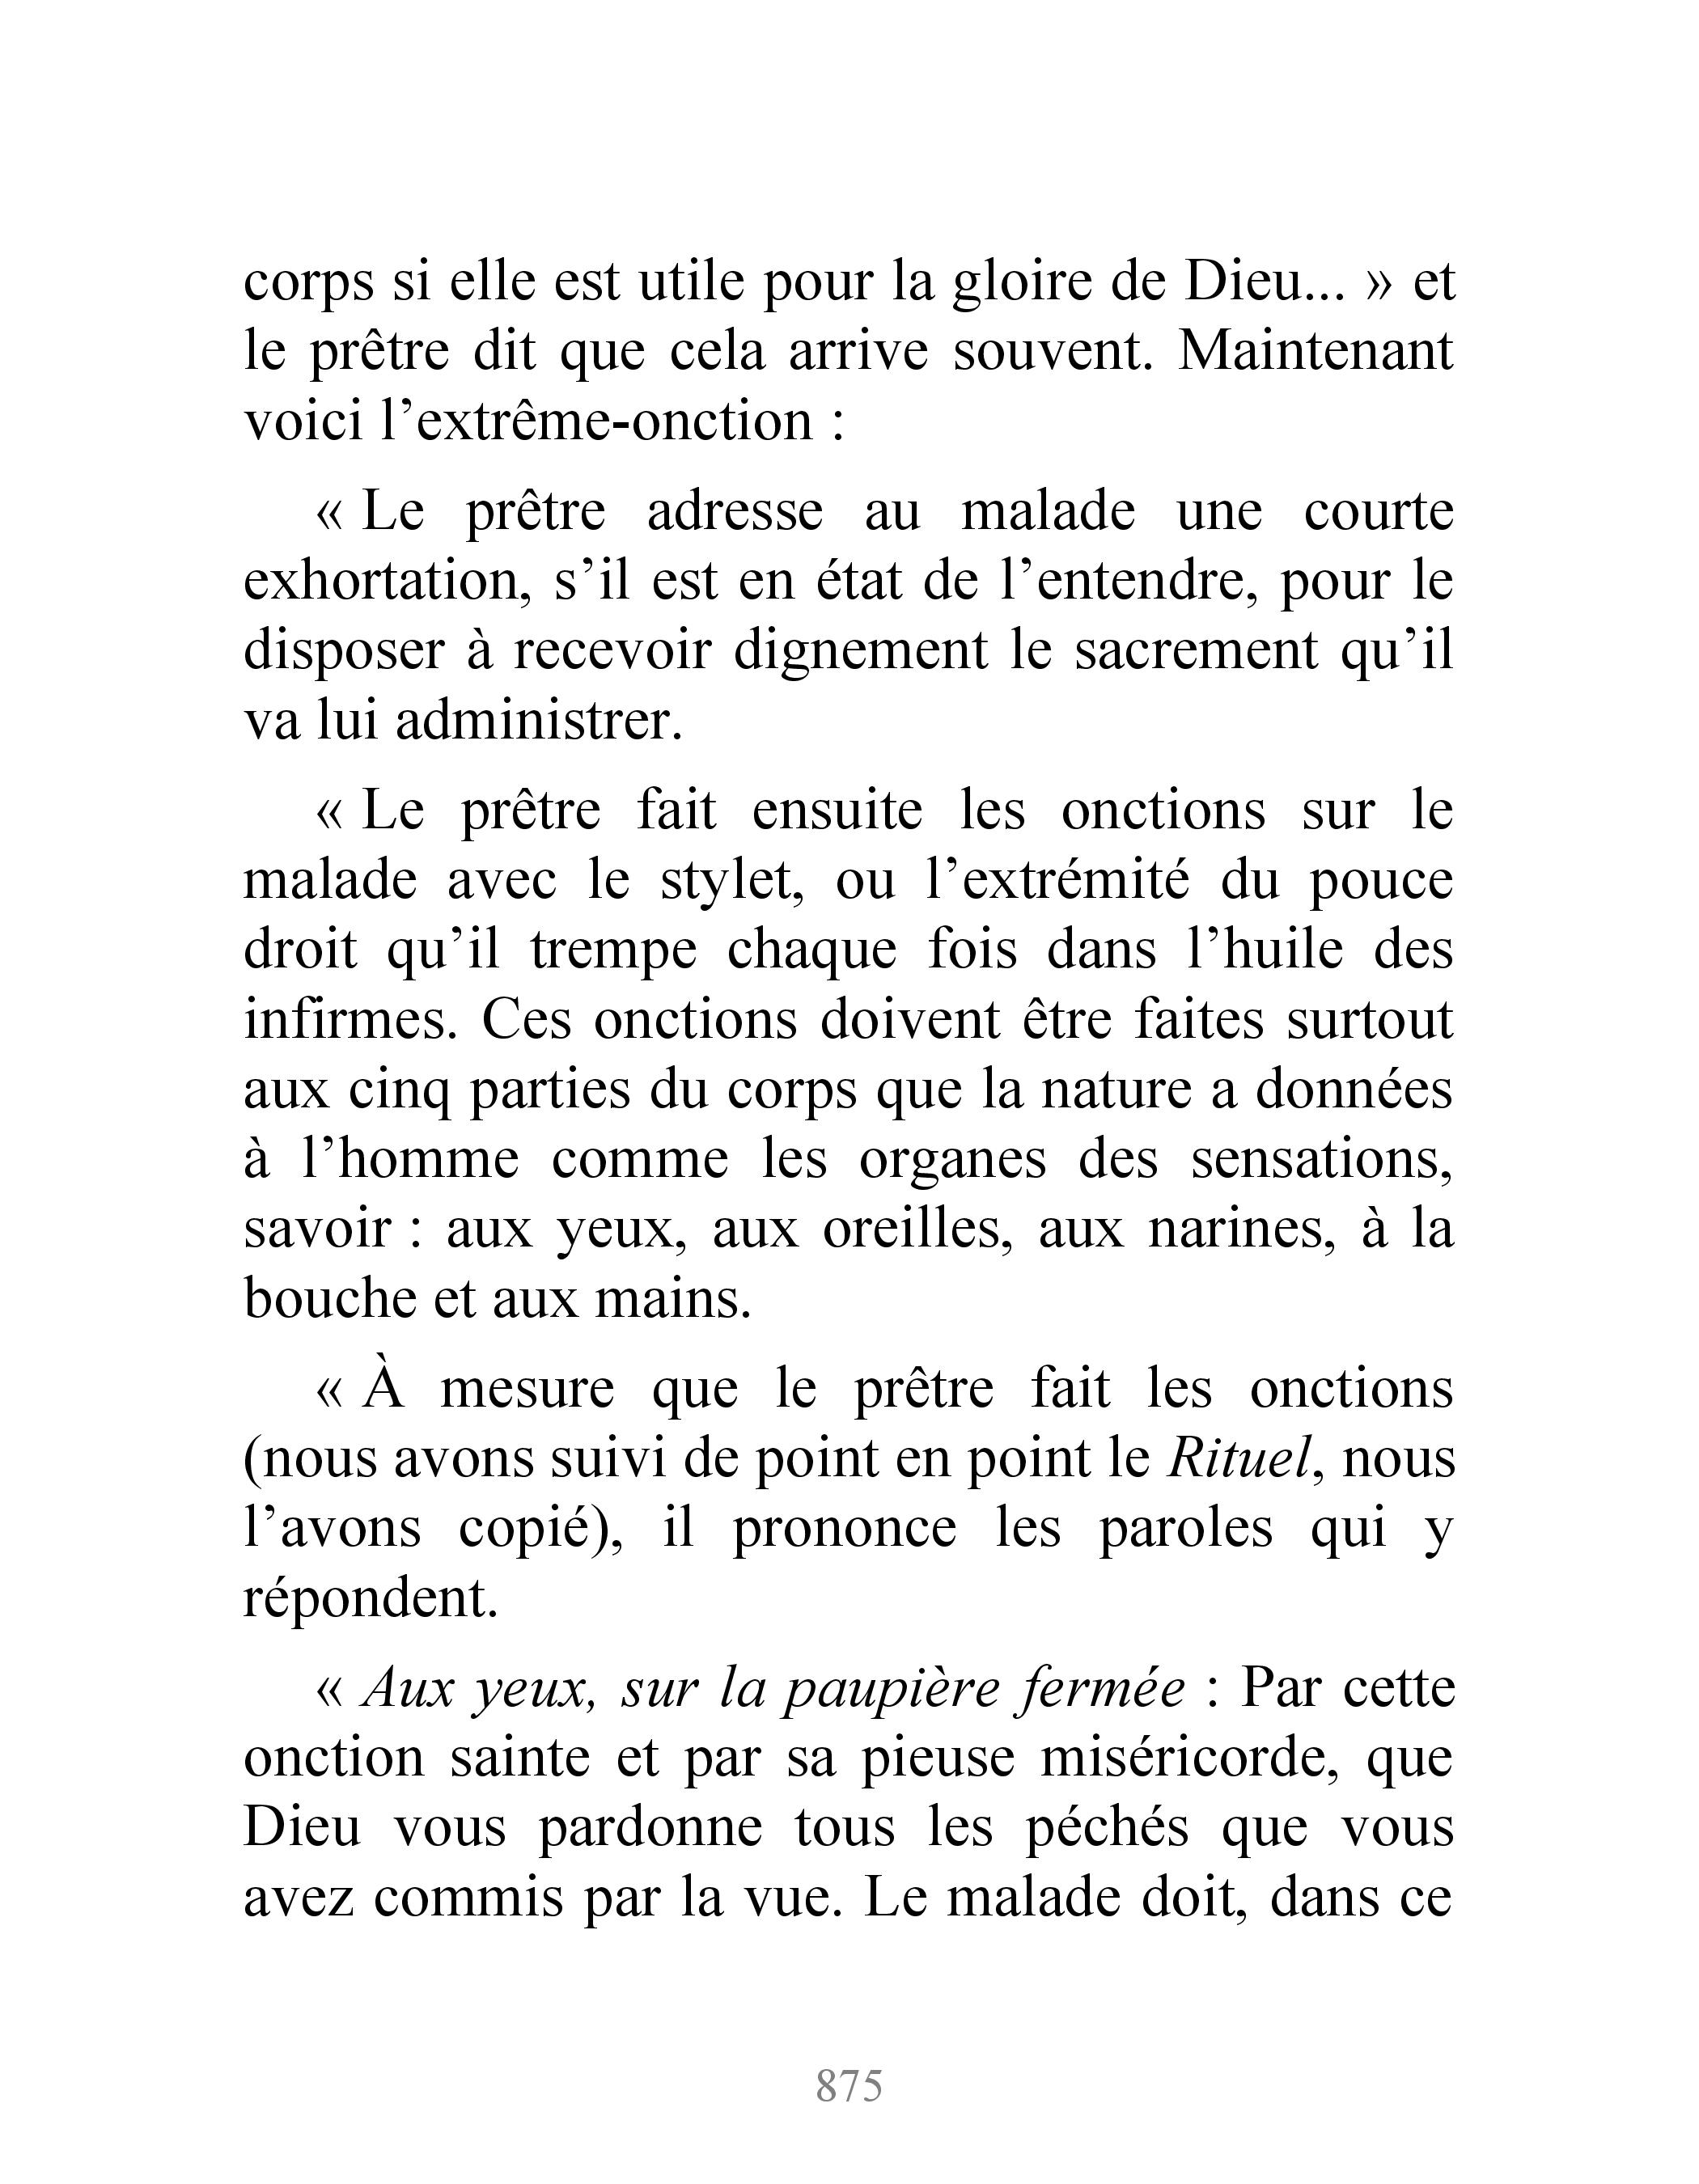 corps si elle est utile pour la gloire de Dieu... » et
le prêtre dit que cela arrive souvent. Maintenant
voici l’extrême-onction :
« Le prêtre adresse au malade une courte
exhortation, s’il est en état de l’entendre, pour le
disposer à recevoir dignement le sacrement qu’il
va lui administrer.
« Le prêtre fait ensuite les onctions sur le
malade avec le stylet, ou l’extrémité du pouce
droit qu’il trempe chaque fois dans l’huile des
infirmes. Ces onctions doivent être faites surtout
aux cinq parties du corps que la nature a données
à l’homme comme les organes des sensations,
savoir : aux yeux, aux oreilles, aux narines, à la
bouche et aux mains.
« À mesure que le prêtre fait les onctions
(nous avons suivi de point en point le Rituel, nous
l’avons copié), il prononce les paroles qui y
répondent.
« Aux yeux, sur la paupière fermée : Par cette
onction sainte et par sa pieuse miséricorde, que
Dieu vous pardonne tous les péchés que vous
avez commis par la vue. Le malade doit, dans ce
875